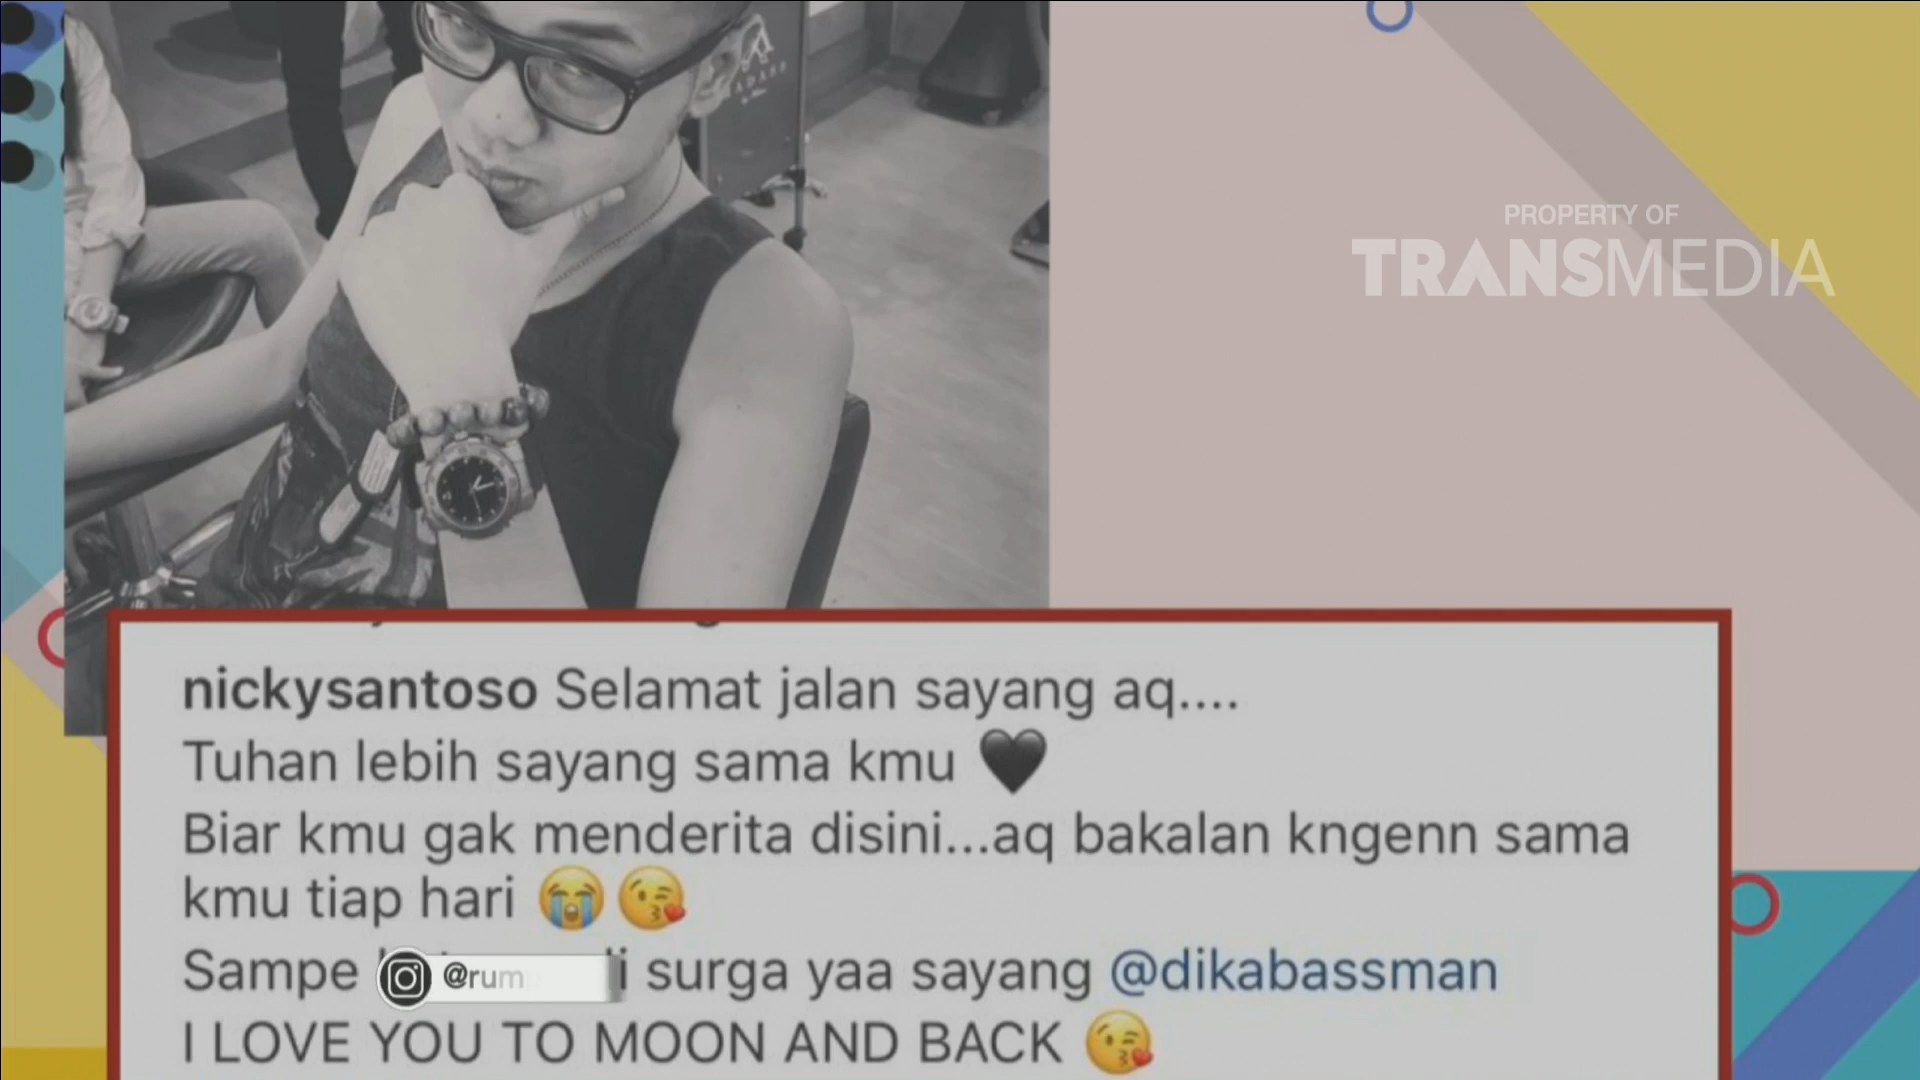 ADASS
PROPERTY OF
TRANSMEDIA
nickysantoso Selamat jalan sayang aq....
Tuhan lebih sayang sama kmu 🖤
Biar kmu gak menderita disini...aq bakalan kngenn sama
kmu tiap hari 😭😘
Sampe surga yaa sayang @dikabassman
@rum
I LOVE YOU TO MOON AND BACK 😘